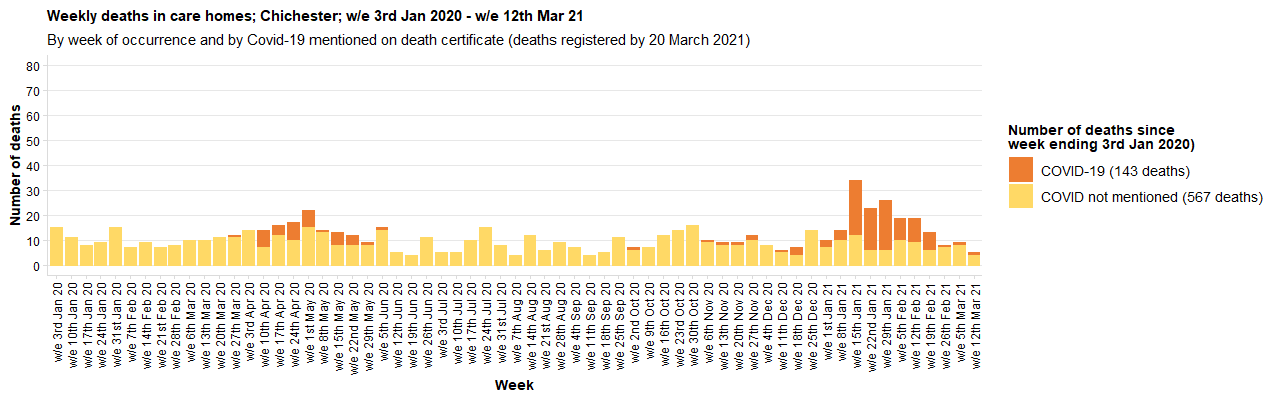 Weekly deaths in care homes; Chichester; w/e 3rd Jan 2020 - w/e 12th Mar 21
By week of occurrence and by Covid-19 mentioned on death certificate (deaths registered by 20 March 2021)
Number of deaths
80
70
60
50
40
30
20
10
0
w/e 3rd Jan 20
w/e 10th Jan 20
w/e 17th Jan 20
w/e 24th Jan 20
w/e 31st Jan 20
w/e 7th Feb 20
w/e 14th Feb 20
w/e 21st Feb 20
w/e 28th Feb 20
w/e 6th Mar 20
w/e 13th Mar 20
w/e 20th Mar 20
w/e 27th Mar 20
w/e 3rd Apr 20
w/e 10th Apr 20
w/e 17th Apr 20
w/e 24th Apr 20
w/e 1st May 20
w/e 8th May 20
w/e 15th May 20
w/e 22nd May 20
w/e 29th May 20
w/e 5th Jun 20
w/e 12th Jun 20
w/e 19th Jun 20
w/e 26th Jun 20
w/e 3rd Jul 20
w/e 10th Jul 20
w/e 17th Jul 20
w/e 24th Jul 20
w/e 31st Jul 20
w/e 7th Aug 20
w/e 14th Aug 20
w/e 21st Aug 20
w/e 28th Aug 20
w/e 4th Sep 20
w/e 11th Sep 20
w/e 18th Sep 20
w/e 25th Sep 20
w/e 2nd Oct 20
w/e 9th Oct 20
w/e 16th Oct 20
w/e 23rd Oct 20
w/e 30th Oct 20
w/e 6th Nov 20
w/e 13th Nov 20
w/e 20th Nov 20
w/e 27th Nov 20
w/e 4th Dec 20
w/e 11th Dec 20
w/e 18th Dec 20
w/e 25th Dec 20
w/e 1st Jan 21
w/e 8th Jan 21
w/e 15th Jan 21
w/e 22nd Jan 21
w/e 29th Jan 21
w/e 5th Feb 21
w/e 12th Feb 21
w/e 19th Feb 21
w/e 26th Feb 21
w/e 5th Mar 21
w/e 12th Mar 21
Week
Number of deaths since
week ending 3rd Jan 2020)
COVID-19 (143 deaths)
COVID not mentioned (567 deaths)